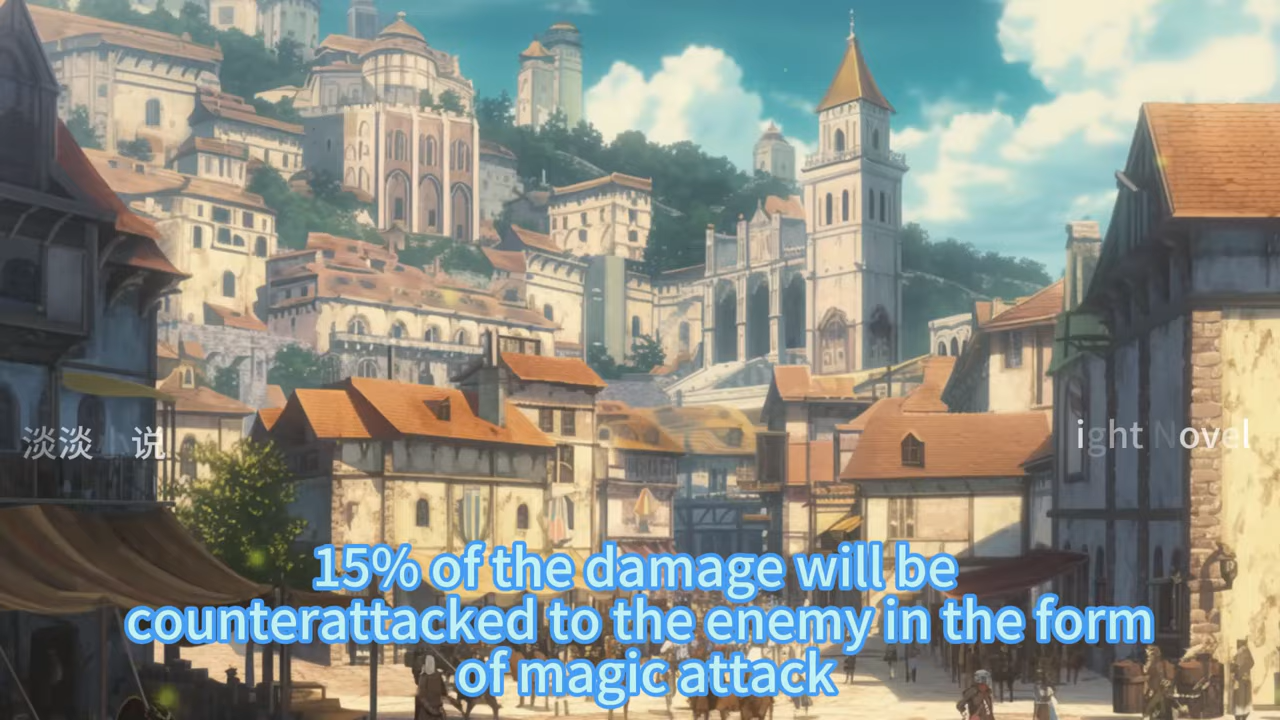 淡淡 说
ight Novel
15% of the damage will be
counterattacked to the enemy in the form
of magic attack